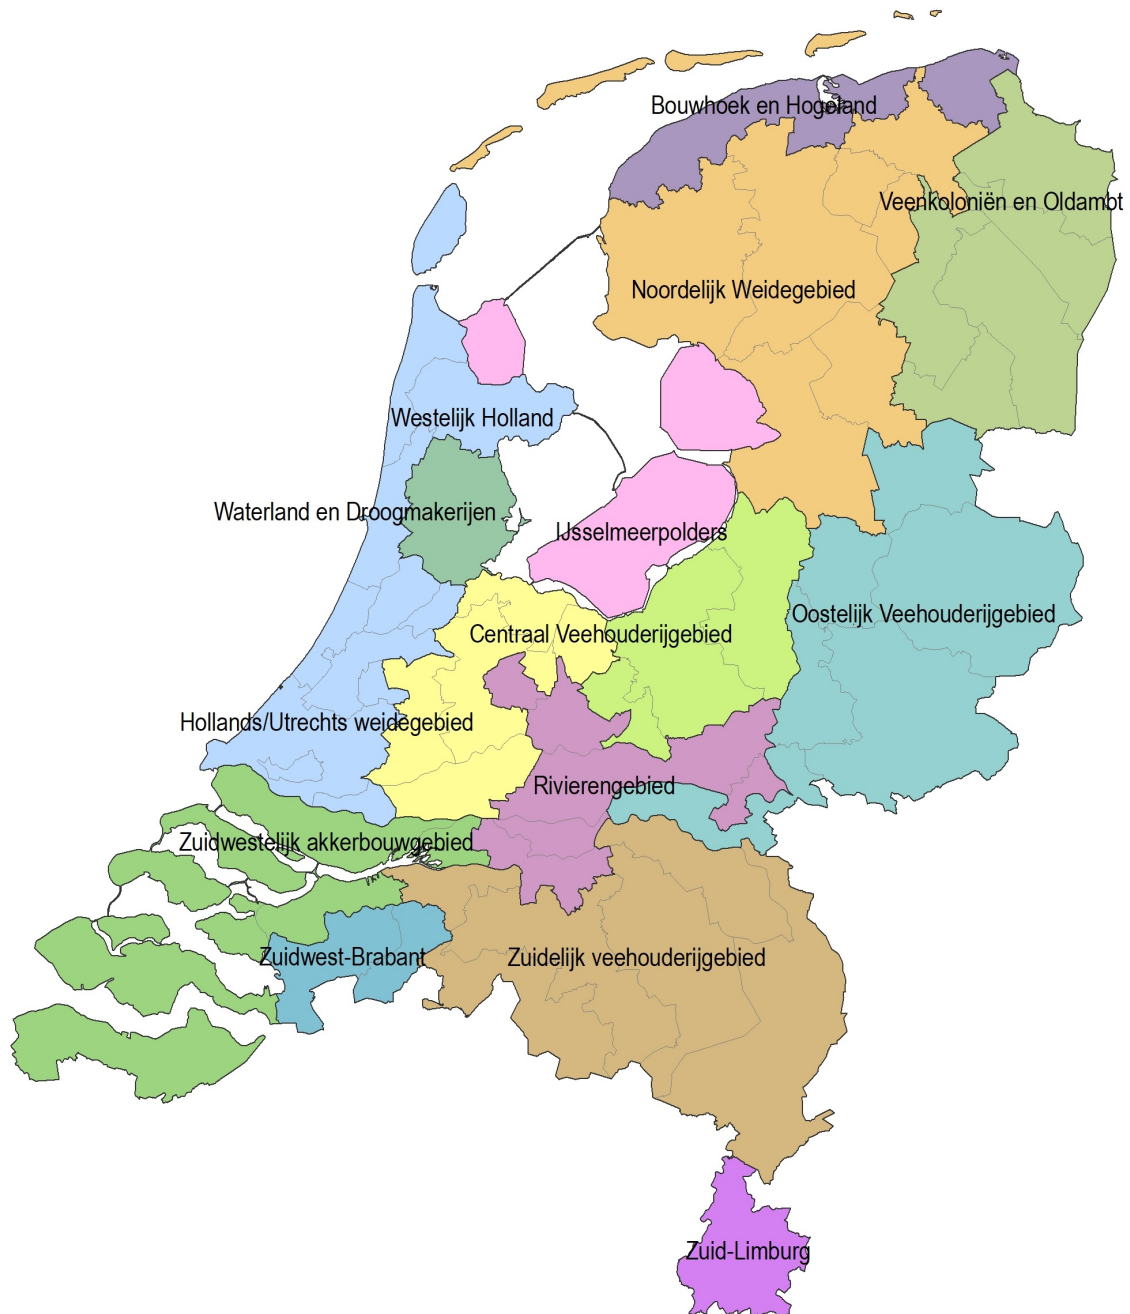 Bouwhoek en Hogeland
Veenkoloniën en Oldambt
Noordelijk Weidegebied
Westelijk Holland
Waterland en Droogmakerijen
IJsselmeerpolders
Oostelijk Veehouderijgebied
Centraal Veehouderijgebied
Hollands/Utrechts weidegebied
Rivierengebied
Zuidwestelijk akkerbouwgebied
Zuidwest-Brabant
Zuidelijk veehouderijgebied
Zuid-Limburg